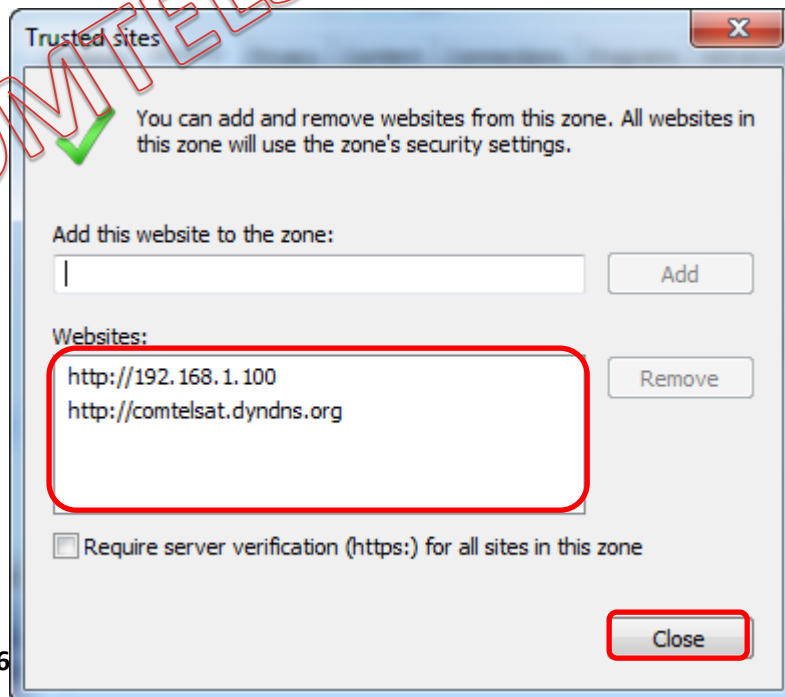 Trusted sites
You can add and remove websites from this zone. All websites in
this zone will use the zone's security settings.
Add this website to the zone:
Add
Websites:
http://192.168.1.100
Remove
http://comtelsat.dyndns.org
Require server verification (https:) for all sites in this zone
Close
6